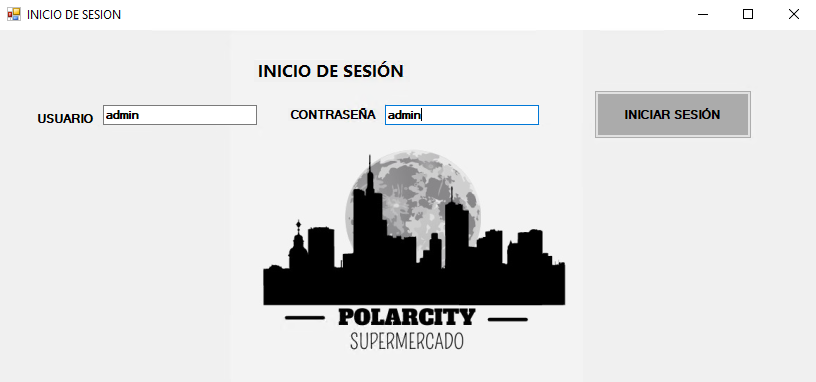 INICIO DE SESION
INICIO DE SESIÓN
USUARIO admin CONTRASEÑA admin INICIAR SESIÓN
POLARCITY
SUPERMERCADO